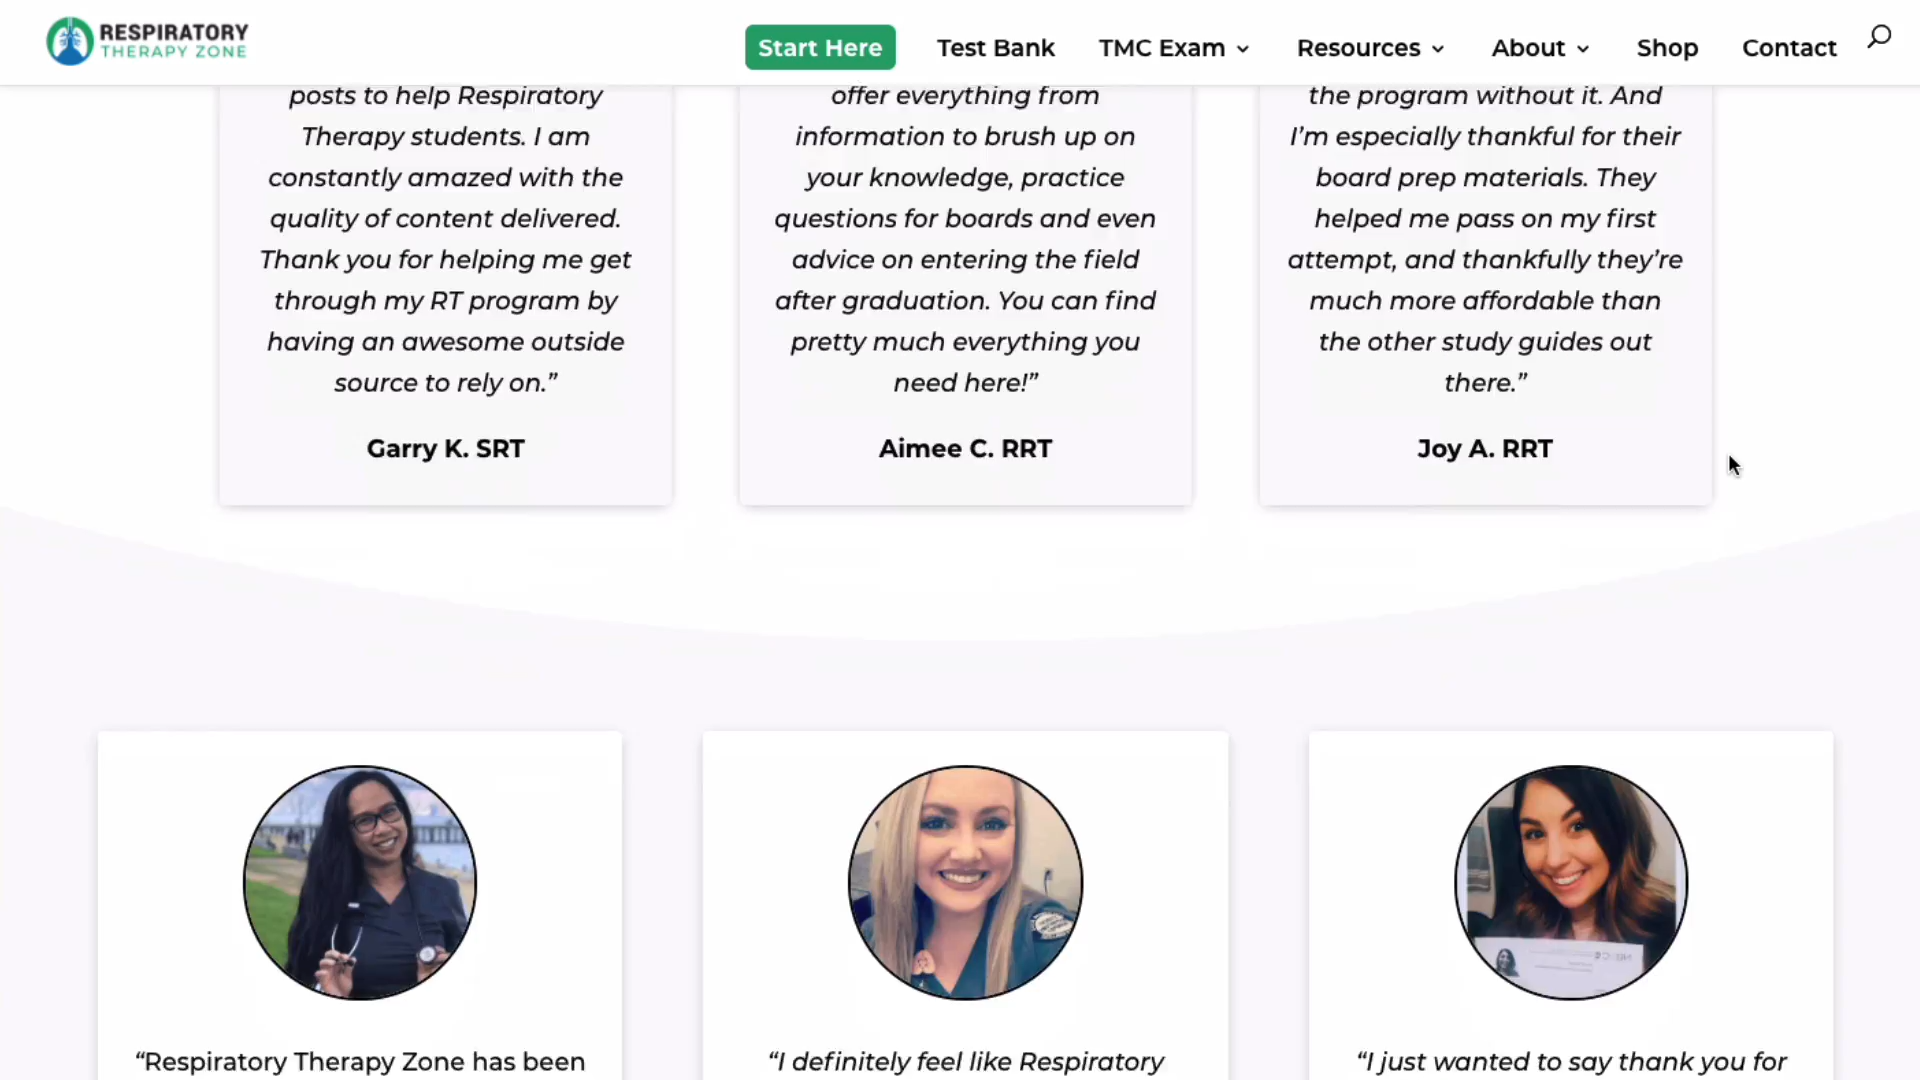 RESPIRATORY
THERAPY ZONE
Start Here
Test Bank
TMC Exam
Resources
About
Shop
Contact
posts to help Respiratory
Therapy students. I am
constantly amazed with the
quality of content delivered.
Thank you for helping me get
through my RT program by
having an awesome outside
source to rely on.”
Garry K. SRT
offer everything from
information to brush up on
your knowledge, practice
questions for boards and even
advice on entering the field
after graduation. You can find
pretty much everything you
need here!”
Aimee C. RRT
the program without it. And
I’m especially thankful for their
board prep materials. They
helped me pass on my first
attempt, and thankfully they’re
much more affordable than
the other study guides out
there.”
Joy A. RRT
“Respiratory Therapy Zone has been
“I definitely feel like Respiratory
“I just wanted to say thank you for